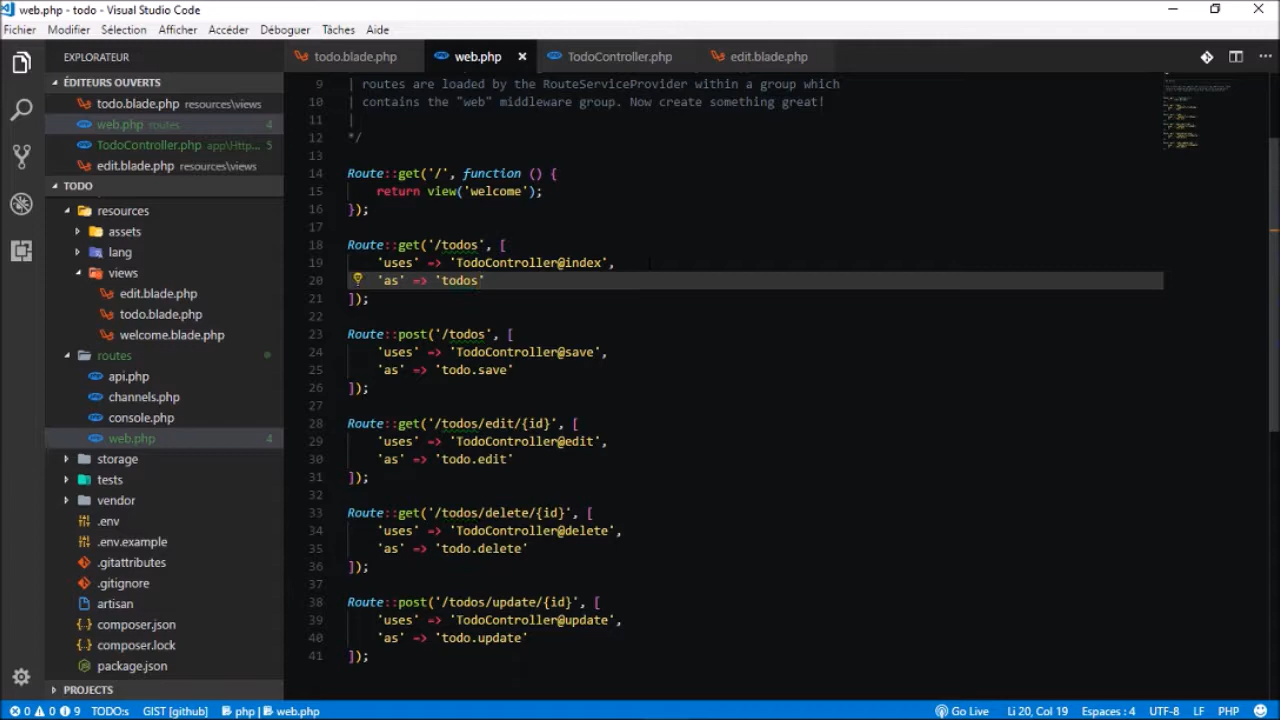 web.php - todo - Visual Studio Code
Fichier Modifier Sélection Afficher Accéder Déboguer Tâches Aide
EXPLORATEUR
ÉDITEURS OUVERTS
todo.blade.php resources\views
web.php routes 4
TodoController.php app\Http... 5
edit.blade.php resources\views
TODO
resources
assets
lang
views
edit.blade.php
todo.blade.php
welcome.blade.php
routes
api.php
channels.php
console.php
web.php 4
storage
tests
vendor
.env
.env.example
.gitattributes
.gitignore
artisan
composer.json
composer.lock
package.json
PROJECTS
todo.blade.php web.php TodoController.php edit.blade.php
9 | routes are loaded by the RouteServiceProvider within a group which
10 | contains the "web" middleware group. Now create something great!
11 |
12 */
13
14 Route::get('/', function () {
15 return view('welcome');
16 });
17
18 Route::get('/todos', [
19 'uses' => 'TodoController@index',
20 'as' => 'todos'
21 ]);
22
23 Route::post('/todos', [
24 'uses' => 'TodoController@save',
25 'as' => 'todo.save'
26 ]);
27
28 Route::get('/todos/edit/{id}', [
29 'uses' => 'TodoController@edit',
30 'as' => 'todo.edit'
31 ]);
32
33 Route::get('/todos/delete/{id}', [
34 'uses' => 'TodoController@delete',
35 'as' => 'todo.delete'
36 ]);
37
38 Route::post('/todos/update/{id}', [
39 'uses' => 'TodoController@update',
40 'as' => 'todo.update'
41 ]);
0 0 9 TODO:s GIST [github] php | web.php Go Live Li 20, Col 19 Espaces : 4 UTF-8 LF PHP